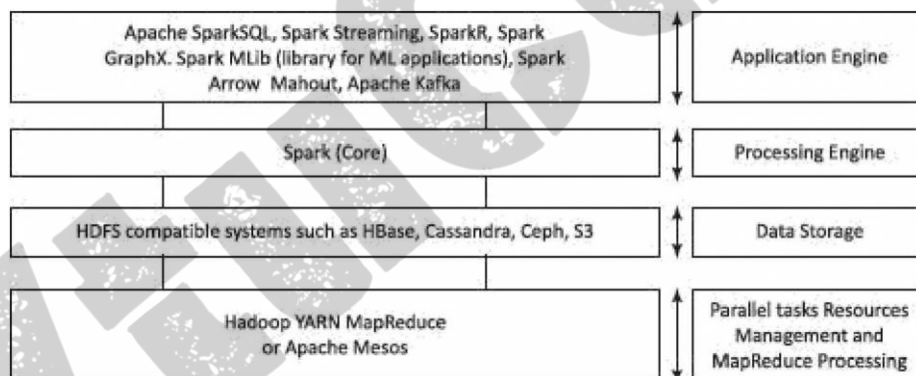 Apache SparkSQL, Spark Streaming, SparkR, Spark
GraphX. Spark MLib (library for ML applications), Spark
Arrow Mahout, Apache Kafka
Application Engine
Spark (Core)
Processing Engine
HDFS compatible systems such as HBase, Cassandra, Ceph, S3
Data Storage
Hadoop YARN MapReduce
or Apache Mesos
Parallel tasks Resources
Management and
MapReduce Processing